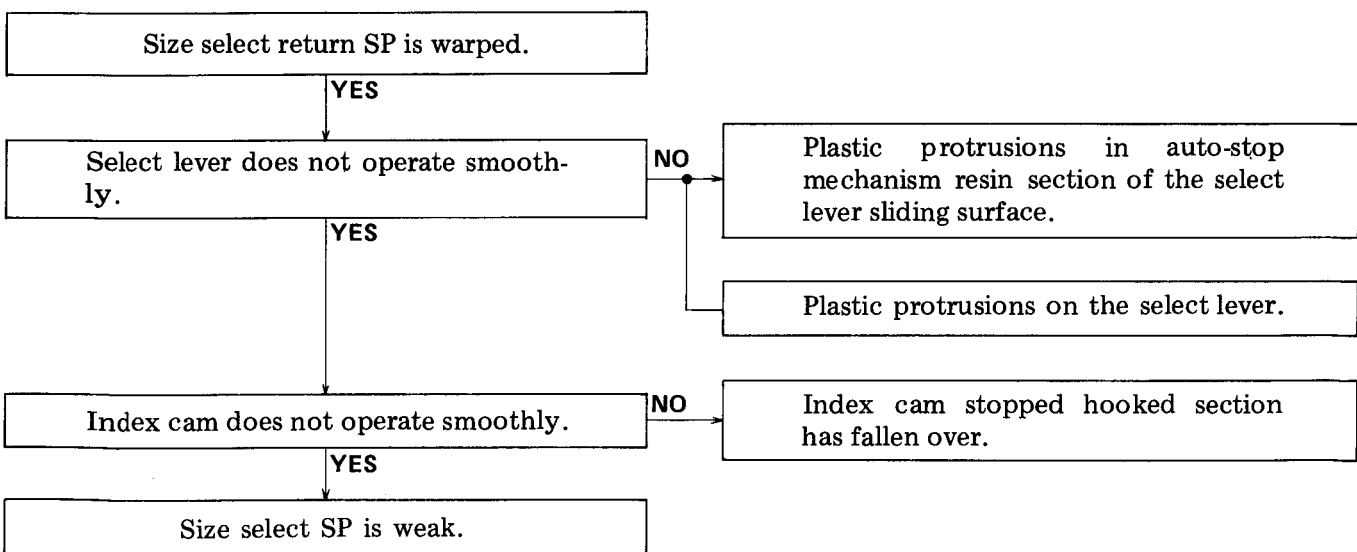 Size select return SP is warped.
YES
Select lever does not operate smooth-
ly.
NO
Plastic protrusions in auto-stop
mechanism resin section of the select
lever sliding surface.
YES
Plastic protrusions on the select lever.
Index cam does not operate smoothly.
NO
Index cam stopped hooked section
has fallen over.
YES
Size select SP is weak.